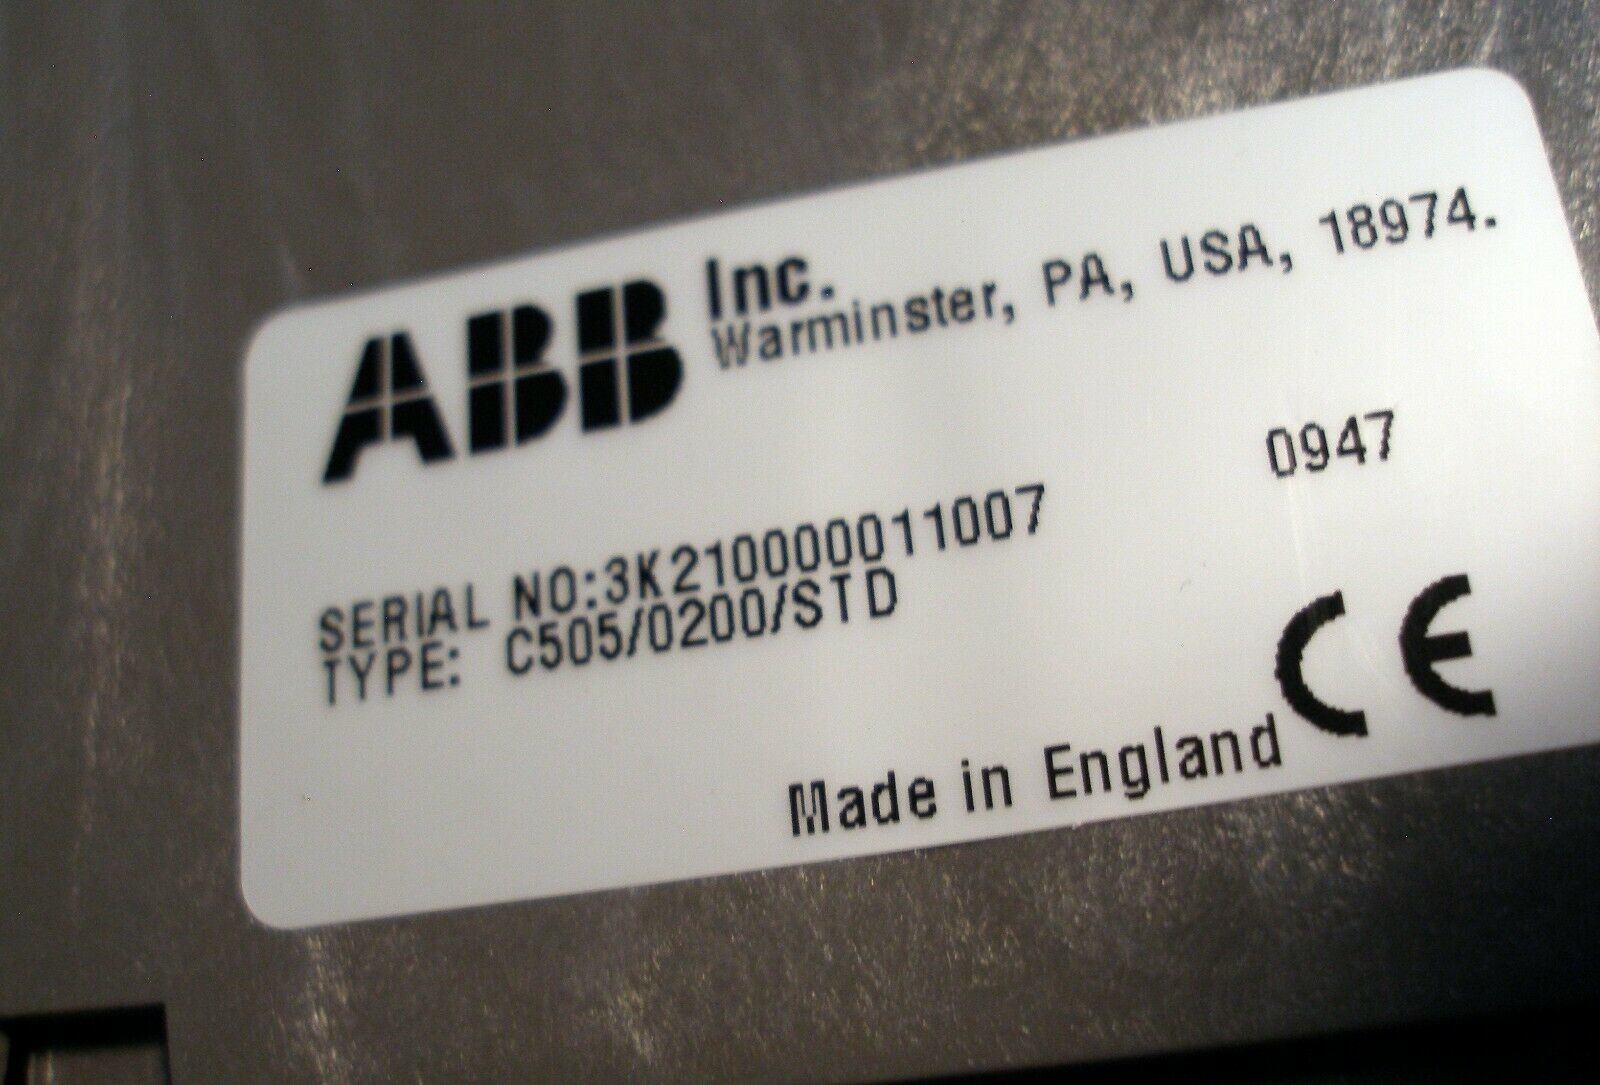 ABB Inc.
Warminster, PA, USA, 18974.
0947
SERIAL NO:3K210000011007
TYPE: C505/0200/STD
Made in England CE